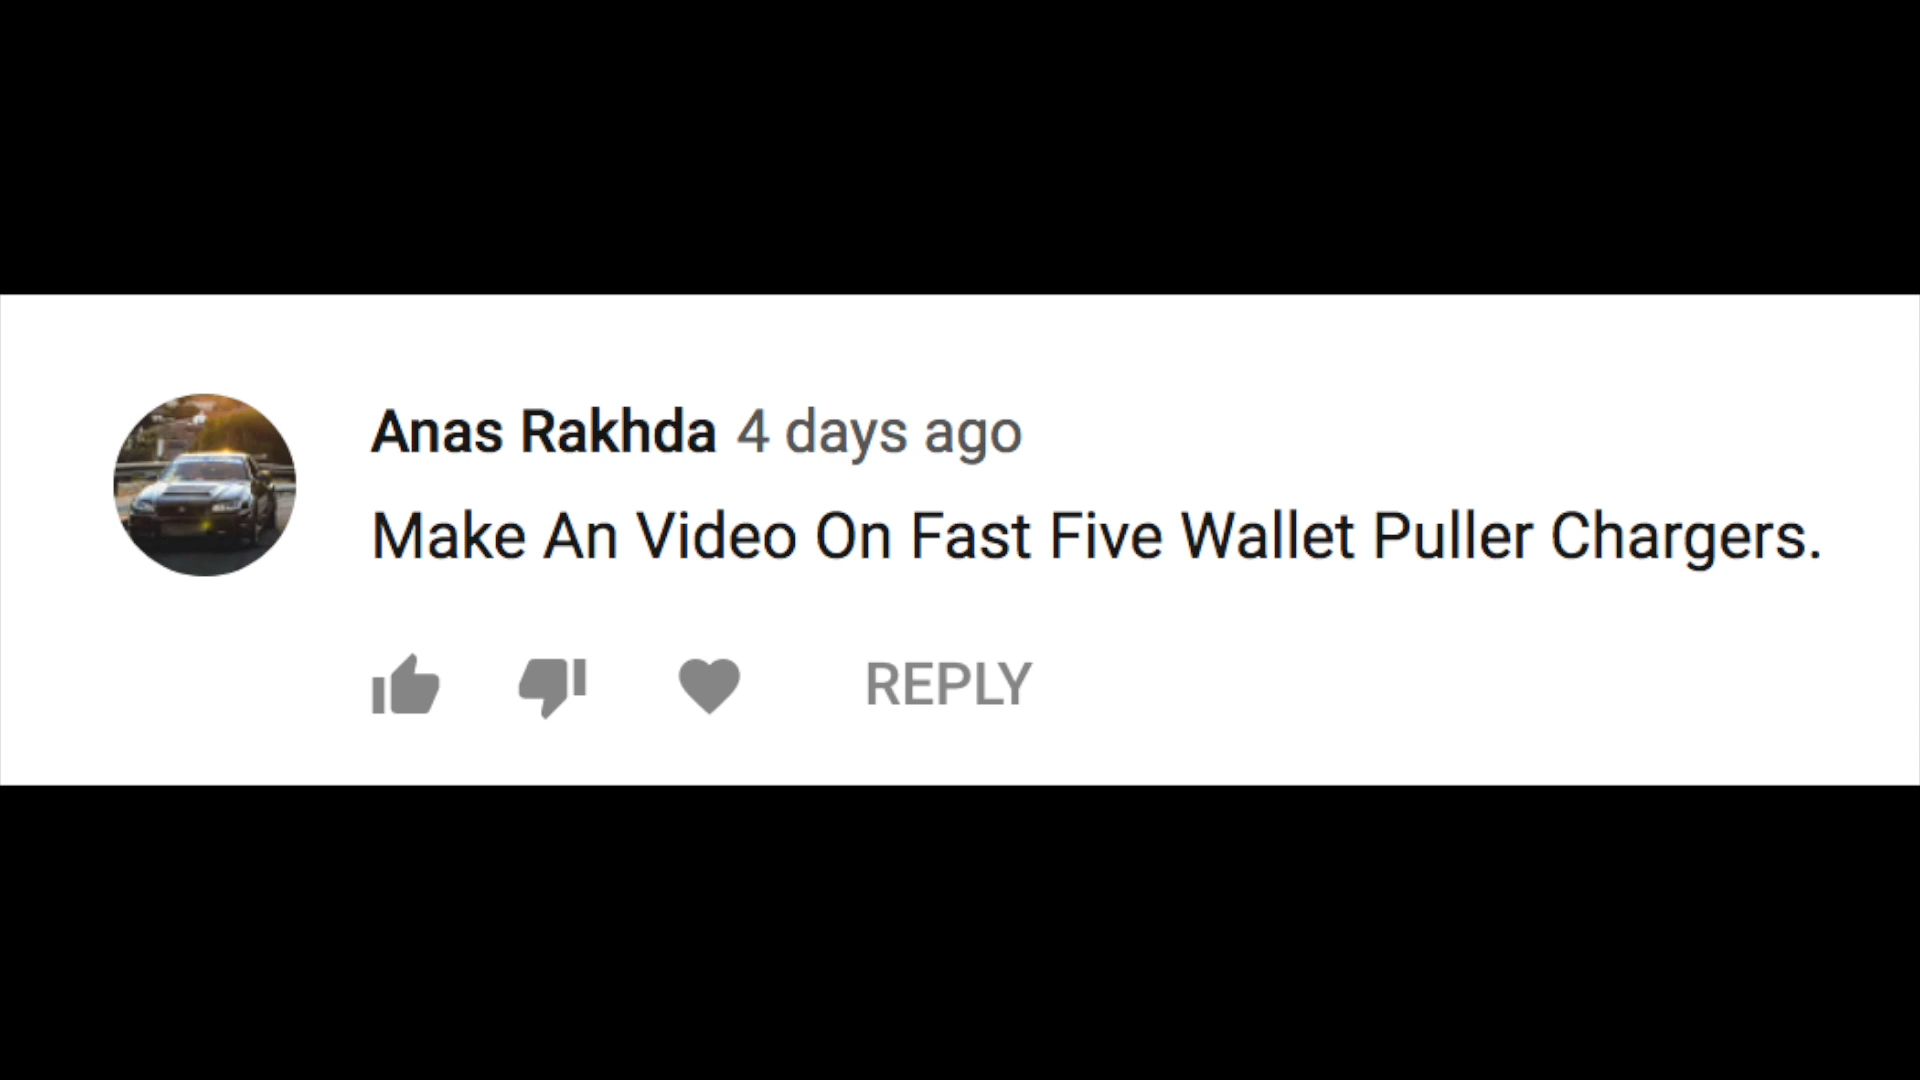 Anas Rakhda 4 days ago
Make An Video On Fast Five Wallet Puller Chargers.
REPLY